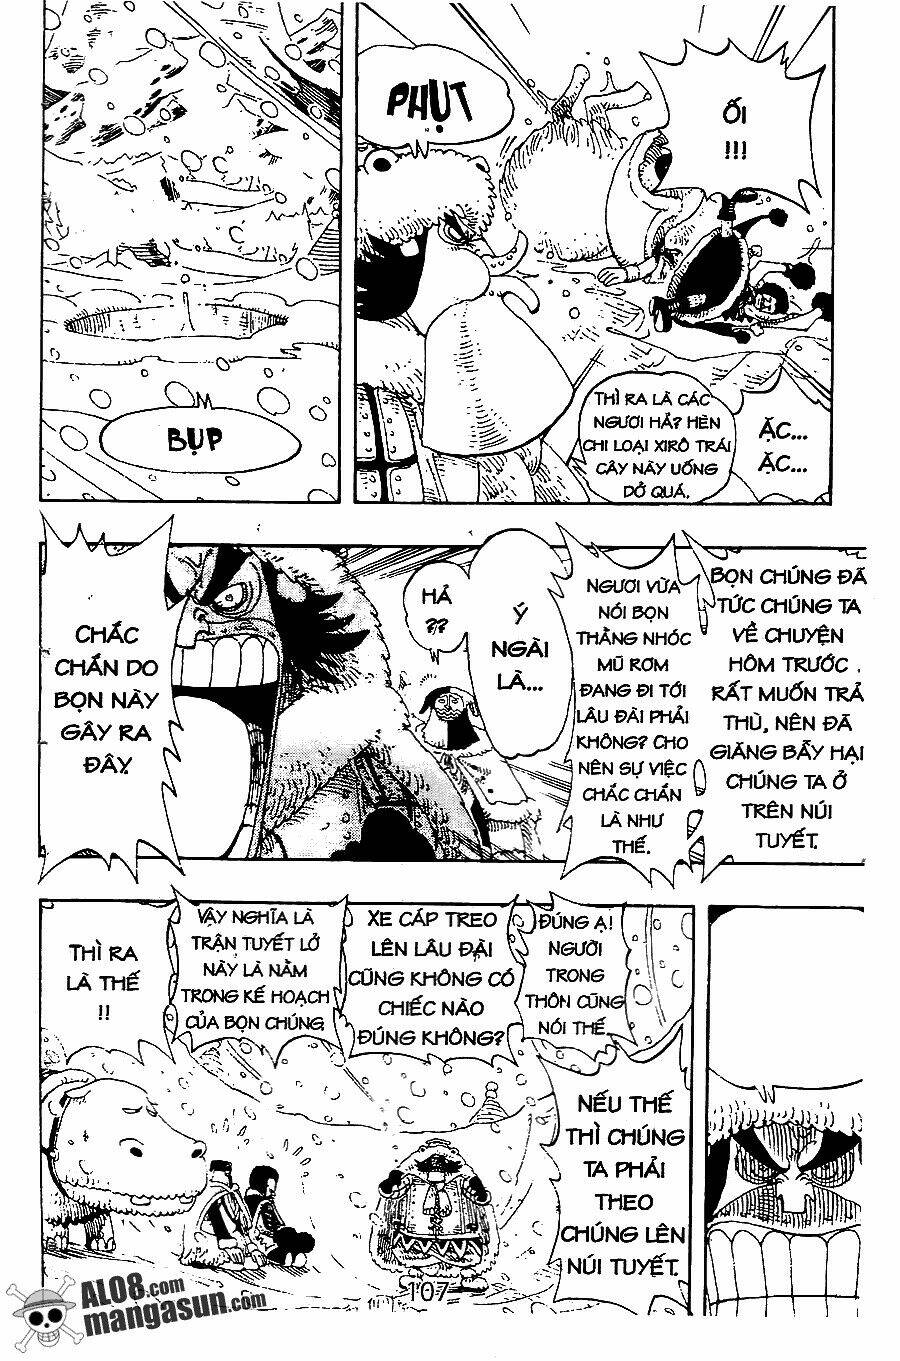 BỤP
PHỤT
ỐI
!!!
THÌ RA LÀ CÁC
NGƯƠI HẢ? HÈN
CHI LOẠI XIRÔ TRÁI
CÂY NÀY UỐNG
DỞ QUÁ.
ẶC...
ẶC...
CHẮC
CHẮN DO
BỌN NÀY
GÂY RA
ĐÂY.
HẢ
??
Ý
NGÀI
LÀ...
NGƯƠI VỪA
NÓI BỌN
THẰNG NHÓC
MŨ RƠM
ĐANG ĐI TỚI
LÂU ĐÀI PHẢI
KHÔNG? CHO
NÊN SỰ VIỆC
CHẮC CHẮN
LÀ NHƯ
THẾ.
BỌN CHÚNG ĐÃ
TỨC CHÚNG TA
VỀ CHUYỆN
HÔM TRƯỚC.
RẤT MUỐN TRẢ
THÙ, NÊN ĐÃ
GIĂNG BẪY HẠI
CHÚNG TA Ở
TRÊN NÚI
TUYẾT.
THÌ RA
LÀ THẾ
!!
VẬY NGHĨA LÀ
TRẬN TUYẾT LỞ
NÀY LÀ NẰM
TRONG KẾ HOẠCH
CỦA BỌN CHÚNG.
XE CÁP TREO
LÊN LÂU ĐÀI
CŨNG KHÔNG CÓ
CHIẾC NÀO
ĐÚNG KHÔNG?
ĐÚNG Ạ!
NGƯỜI
TRONG
THÔN CŨNG
NÓI THẾ.
NẾU THẾ
THÌ CHÚNG
TA PHẢI
THEO
CHÚNG LÊN
NÚI TUYẾT.
107
AL08.com
mangasun.com